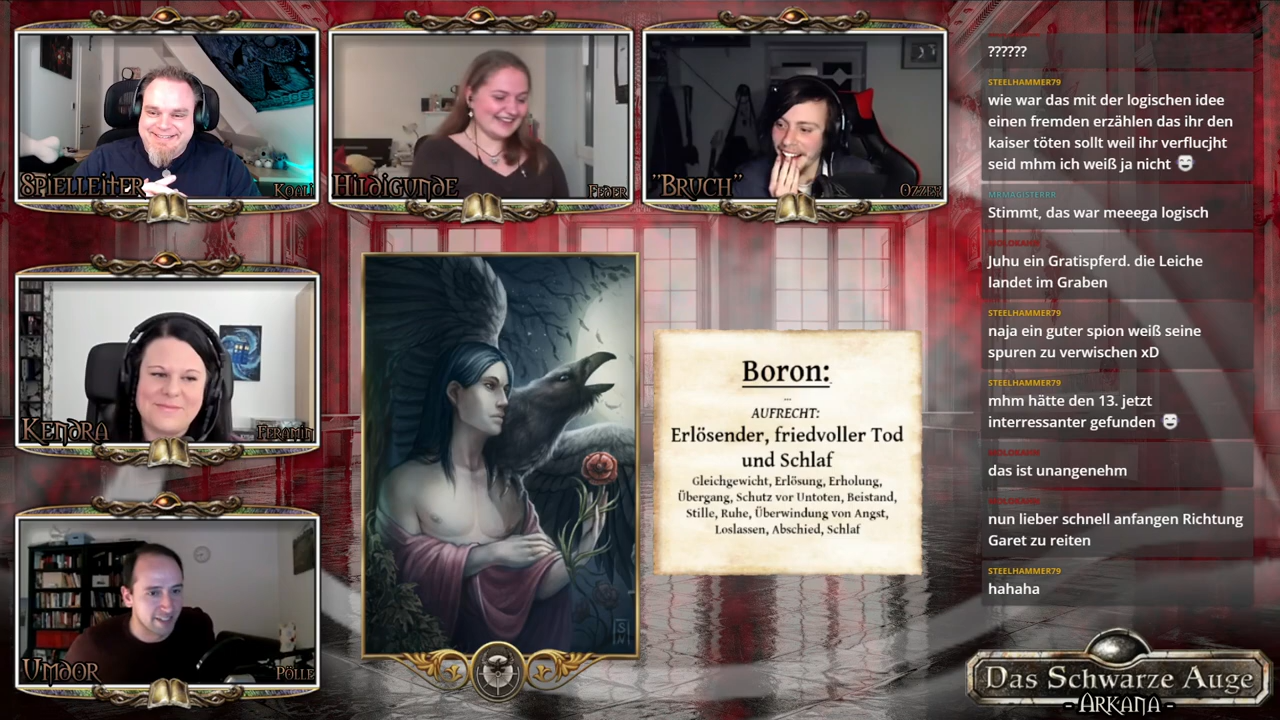 SPIELLEITER
KOALI
HILDIGUNDE
FEDER
"BRUCH"
OZZER
KENDRA
FERAMIN
UMDOR
PÖLLE
Boron:
...
AUFRECHT:
Erlösender, friedvoller Tod
und Schlaf
Gleichgewicht, Erlösung, Erholung,
Übergang, Schutz vor Untoten, Beistand,
Stille, Ruhe, Überwindung von Angst,
Loslassen, Abschied, Schlaf
??????
STEELHAMMER79
wie war das mit der logischen idee
einen fremden erzählen das ihr den
kaiser töten sollt weil ihr verflucjht
seid mhm ich weiß ja nicht
MRMAGISTERRR
Stimmt, das war meeega logisch
Juhu ein Gratispferd. die Leiche
landet im Graben
STEELHAMMER79
naja ein guter spion weiß seine
spuren zu verwischen xD
STEELHAMMER79
mhm hätte den 13. jetzt
interressanter gefunden
das ist unangenehm
nun lieber schnell anfangen Richtung
Garet zu reiten
STEELHAMMER79
hahaha
DAS SCHWARZE AUGE
- ARKANA -